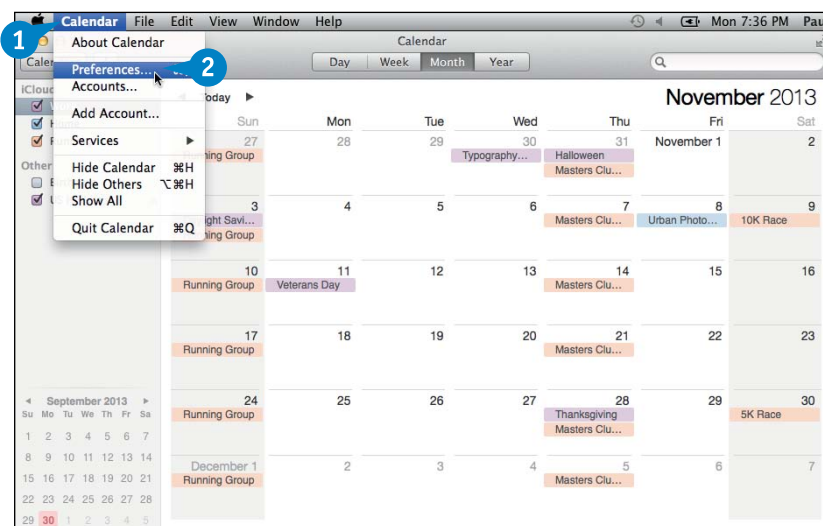 Calendar File Edit View Window Help Mon 7:36 PM
1
About Calendar
Calendar
Preferences...
2
Day Week Month Year
Accounts...
Today
November 2013
Add Account...
Services
Hide Calendar ⌘H
Hide Others ⌥⌘H
Show All
Quit Calendar ⌘Q
iCloud
Other
Sun Mon Tue Wed Thu Fri Sat
27 28 29 30 31 November 1 2
Running Group Typography... Halloween
Masters Clu...
3 4 5 6 7 8 9
Masters Clu... Urban Photo... 10K Race
10 11 12 13 14 15 16
Running Group Veterans Day Masters Clu...
17 18 19 20 21 22 23
Running Group Masters Clu...
24 25 26 27 28 29 30
Running Group Thanksgiving 5K Race
Masters Clu...
December 1 2 3 4 5 6 7
Running Group Masters Clu...
September 2013
Su Mo Tu We Th Fr Sa
1 2 3 4 5 6 7
8 9 10 11 12 13 14
15 16 17 18 19 20 21
22 23 24 25 26 27 28
29 30 1 2 3 4 5